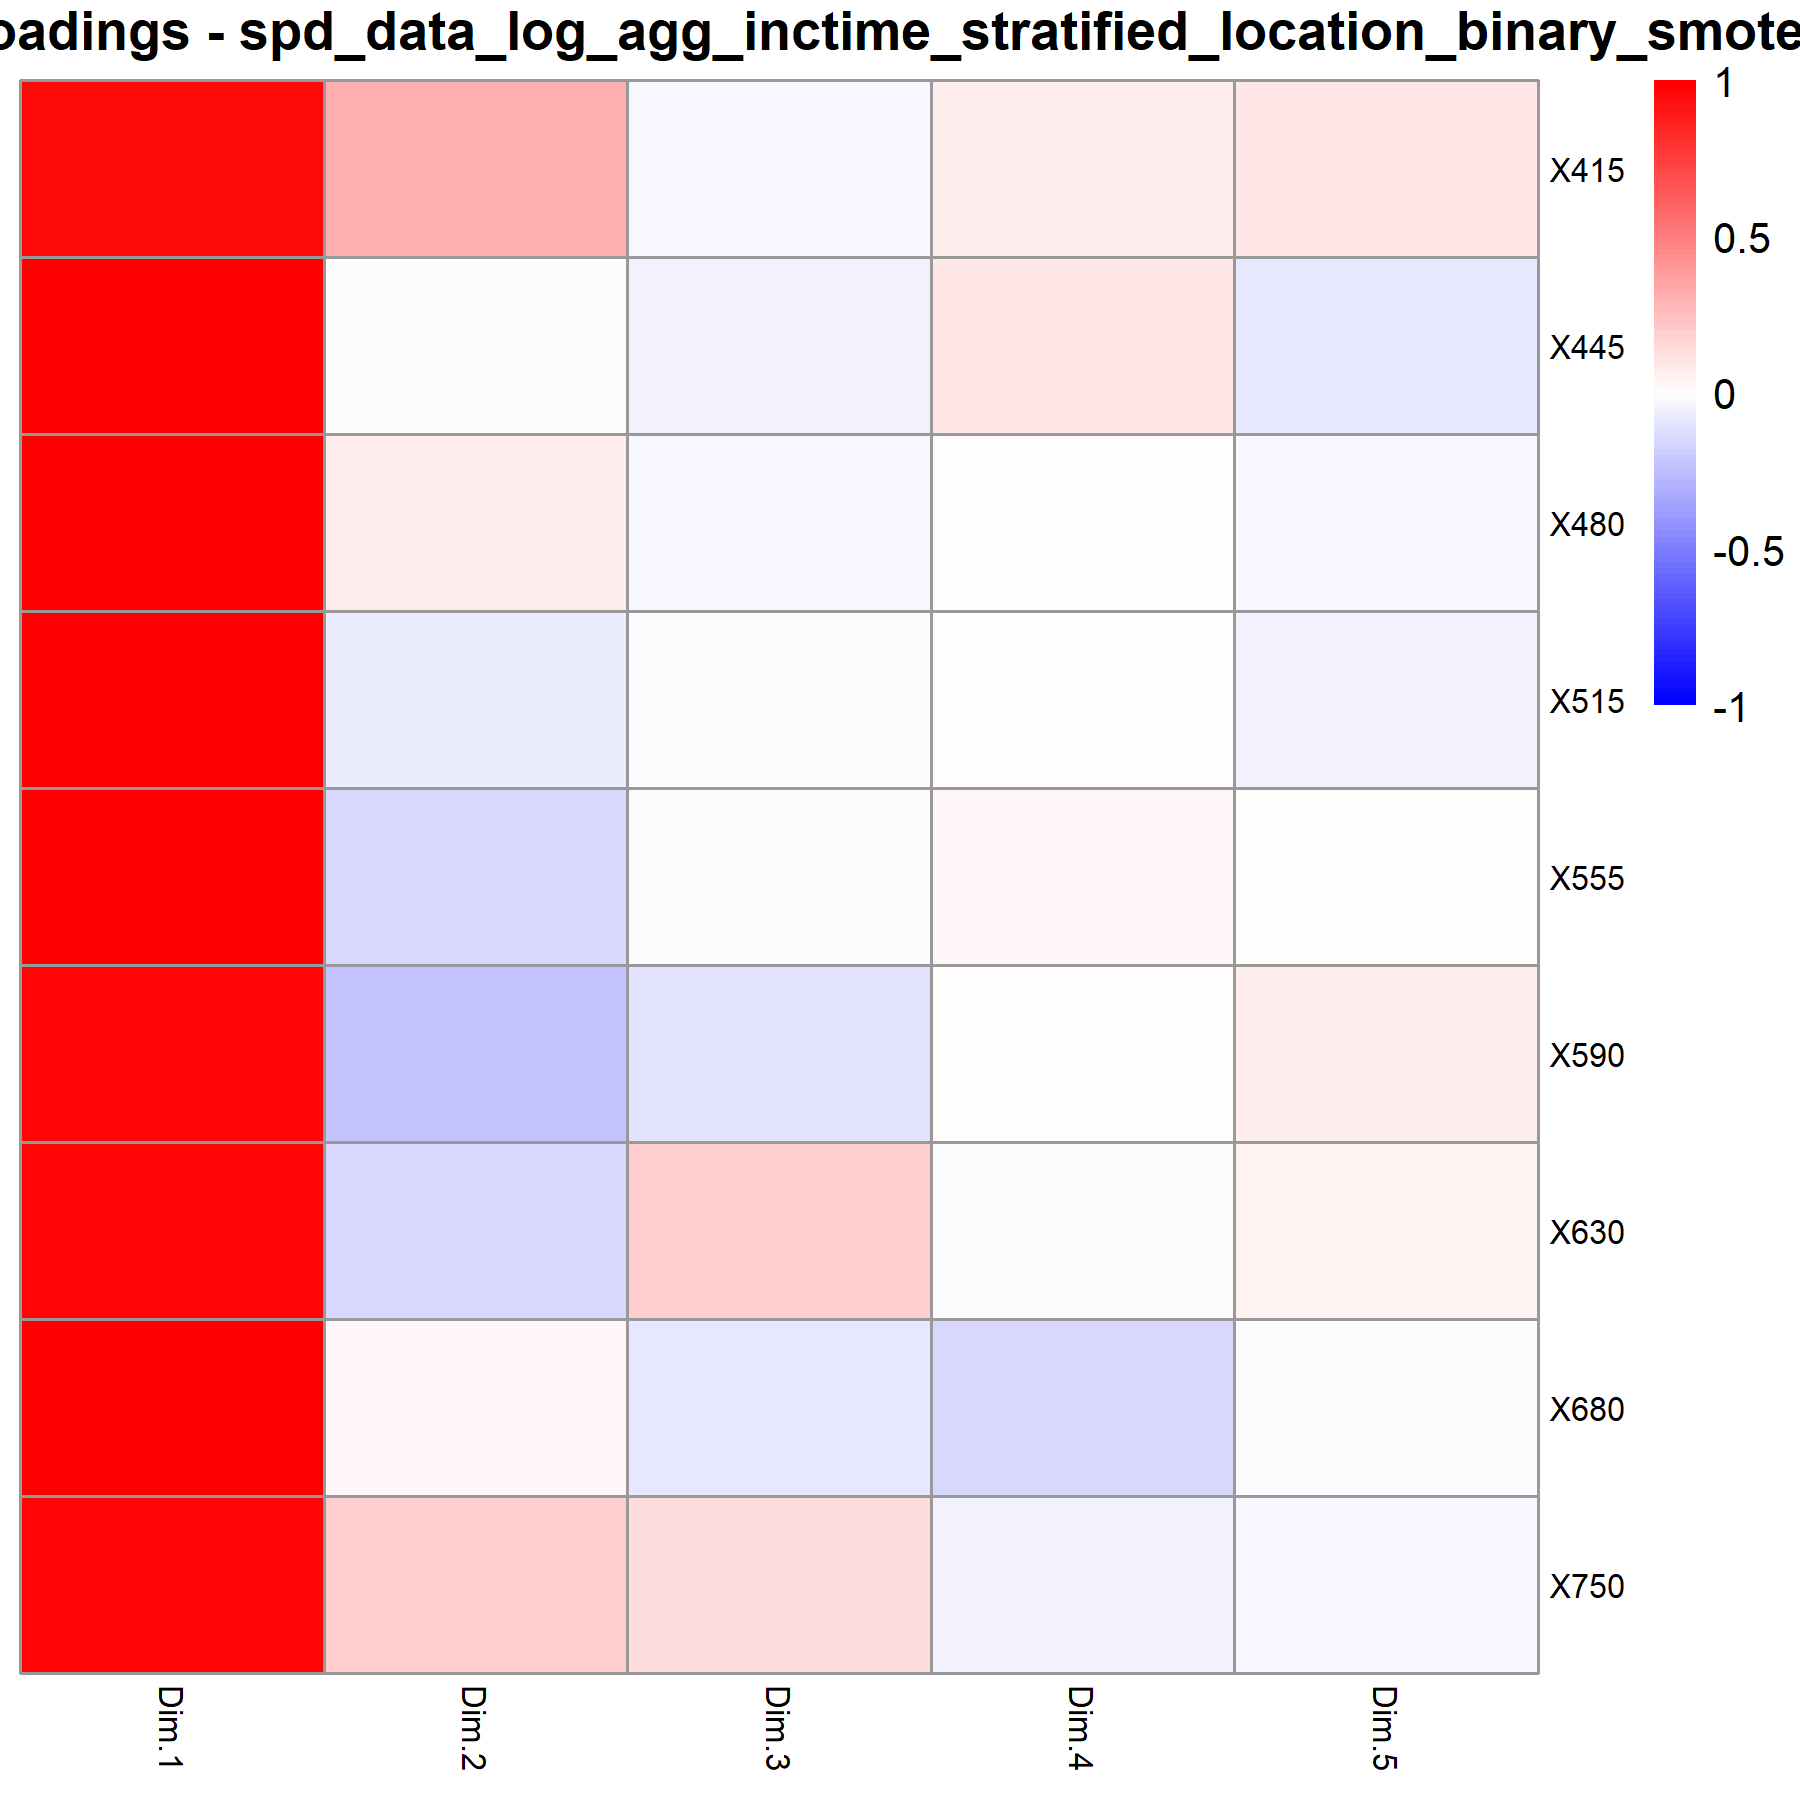 oadings - spd_data_log_agg_inctime_stratified_location_binary_smote
1
0.5
0
-0.5
-1
X415
X445
X480
X515
X555
X590
X630
X680
X750
Dim.1
Dim.2
Dim.3
Dim.4
Dim.5